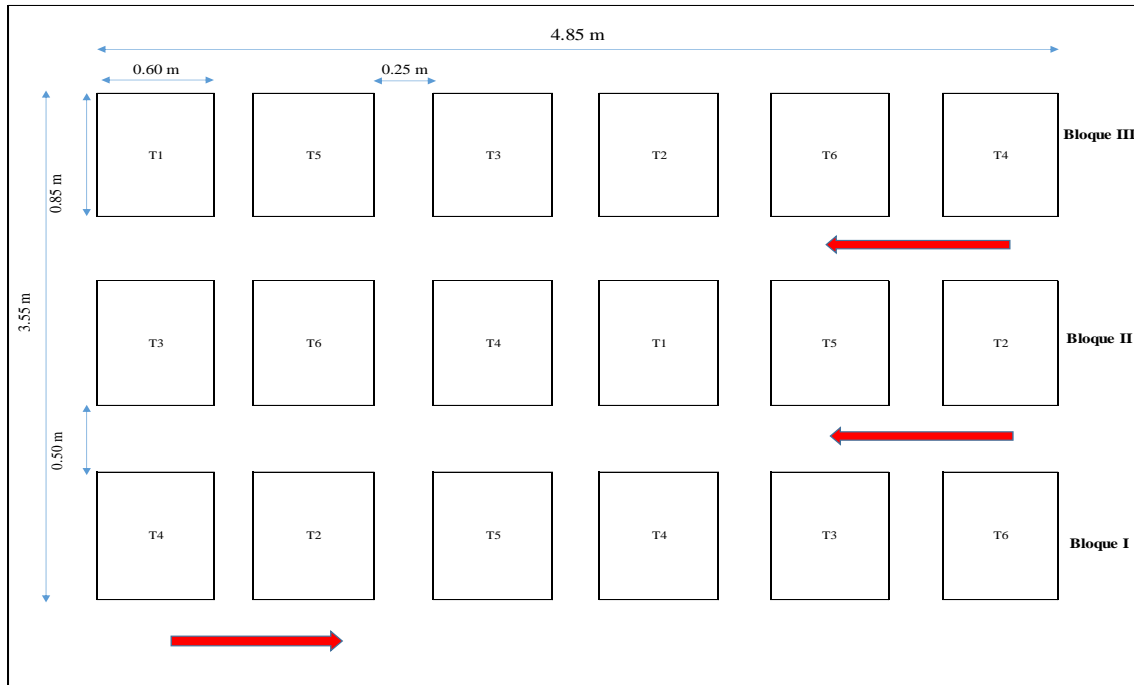 4.85 m
0.60 m
0.25 m
T1 T5 T3 T2 T6 T4
Bloque III
0.85 m
3.55 m
T3 T6 T4 T1 T5 T2
Bloque II
0.50 m
T4 T2 T5 T4 T3 T6
Bloque I